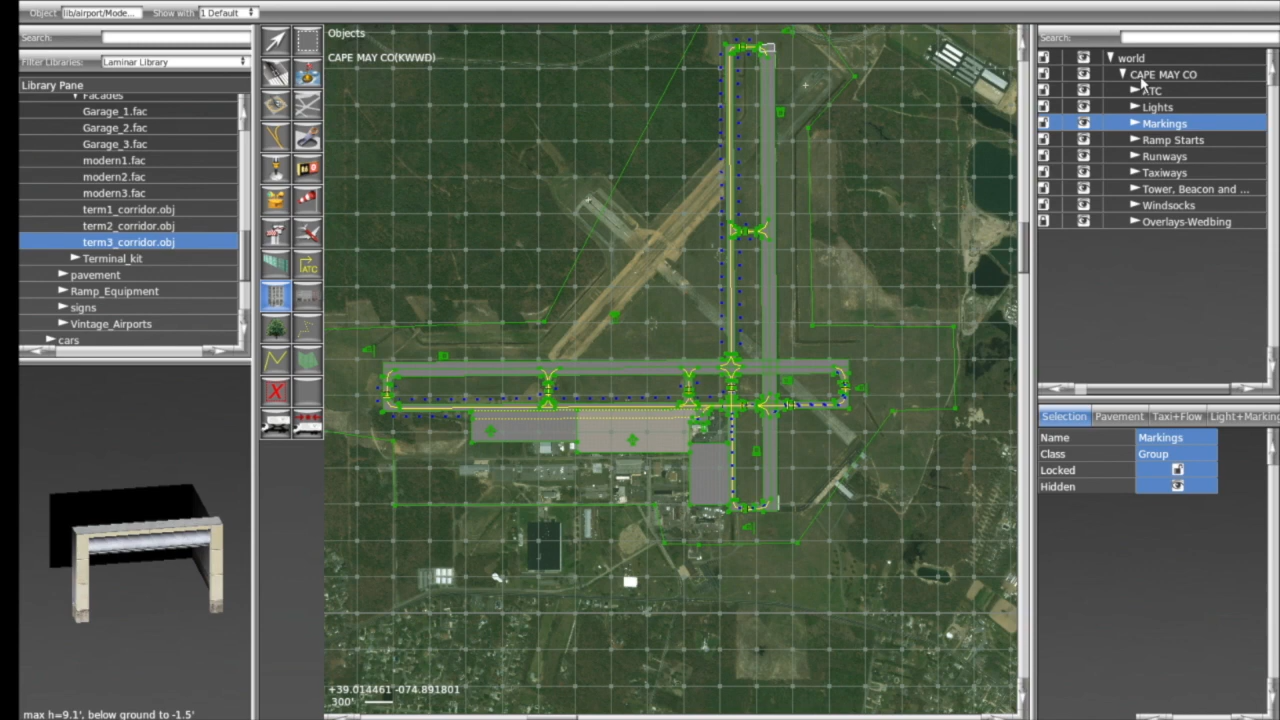 Object: lib/airport/Mode... Show with 1 Default
Search:
Filter Libraries: Laminar Library
Library Pane
Facades
Garage_1.fac
Garage_2.fac
Garage_3.fac
modern1.fac
modern2.fac
modern3.fac
term1_corridor.obj
term2_corridor.obj
term3_corridor.obj
Terminal_kit
pavement
Ramp_Equipment
signs
Vintage_Airports
cars
max h=9.1', below ground to -1.5'
ATC
Objects
CAPE MAY CO(KWWD)
+39.014461 -074.891801
300'
Search:
world
CAPE MAY CO
ATC
Lights
Markings
Ramp Starts
Runways
Taxiways
Tower, Beacon and ...
Windsocks
Overlays-Wedbing
Selection Pavement Taxi+Flow Light+Marking
Name Markings
Class Group
Locked
Hidden